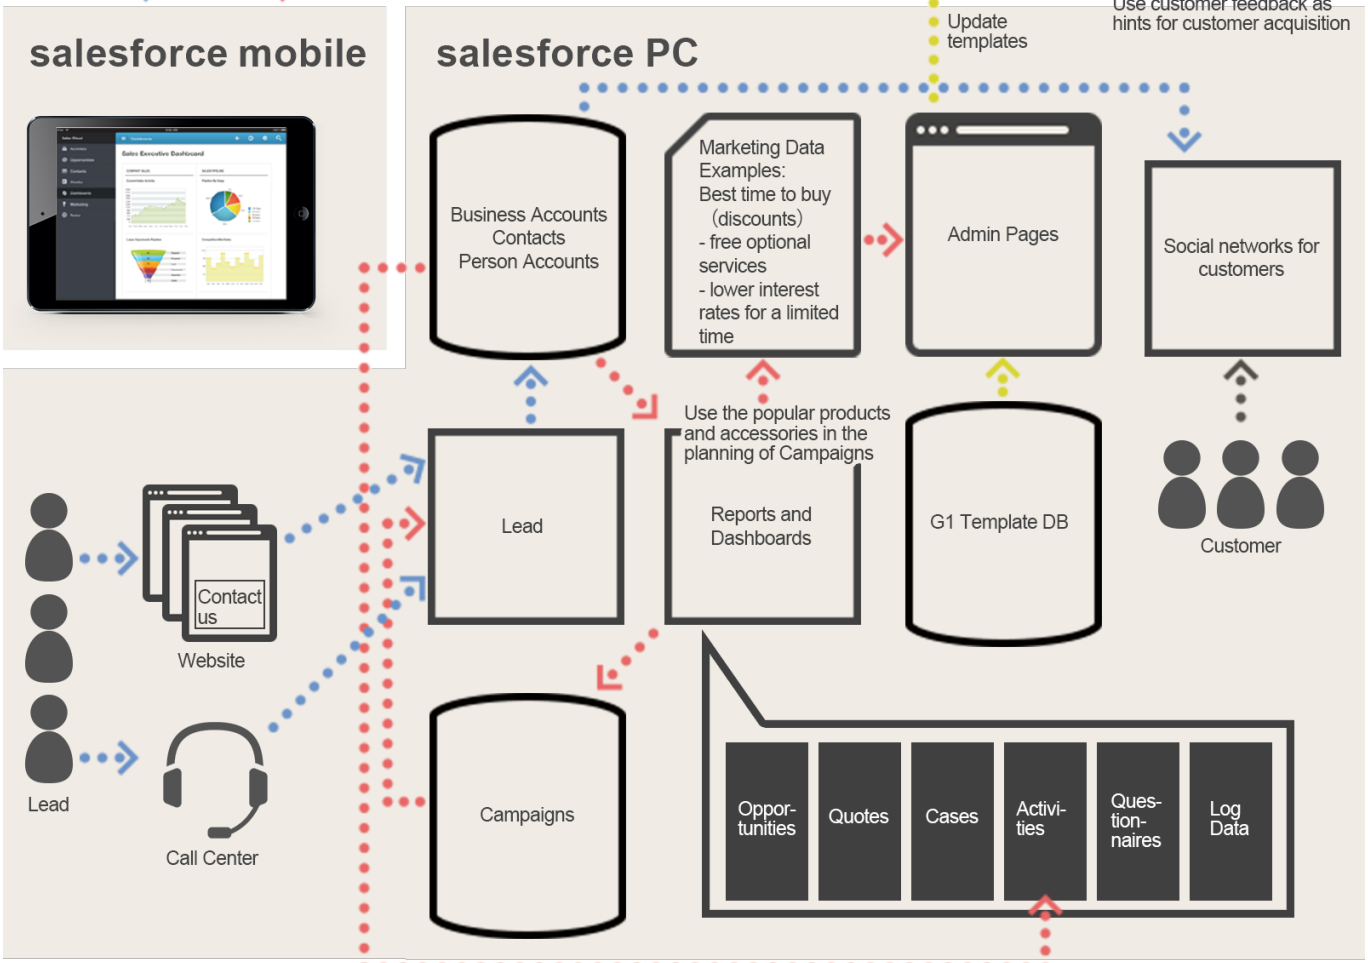 Use customer feedback as
hints for customer acquisition
Update
templates
salesforce mobile
salesforce PC
Sales Executive Dashboard
Business Accounts
Contacts
Person Accounts
Marketing Data
Examples:
Best time to buy
(discounts)
- free optional
services
- lower interest
rates for a limited
time
Admin Pages
Social networks for
customers
Use the popular products
and accessories in the
planning of Campaigns
Lead
Reports and
Dashboards
G1 Template DB
Customer
Contact
us
Website
Lead
Call Center
Campaigns
Oppor-
tunities
Quotes
Cases
Activi-
ties
Ques-
tion-
naires
Log
Data